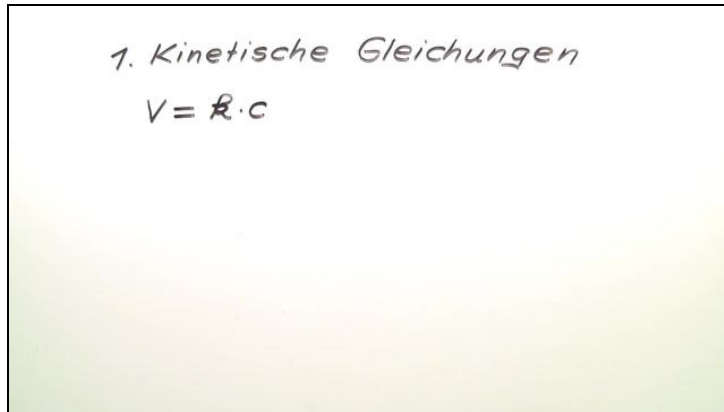 1. Kinetische Gleichungen
V = k · c